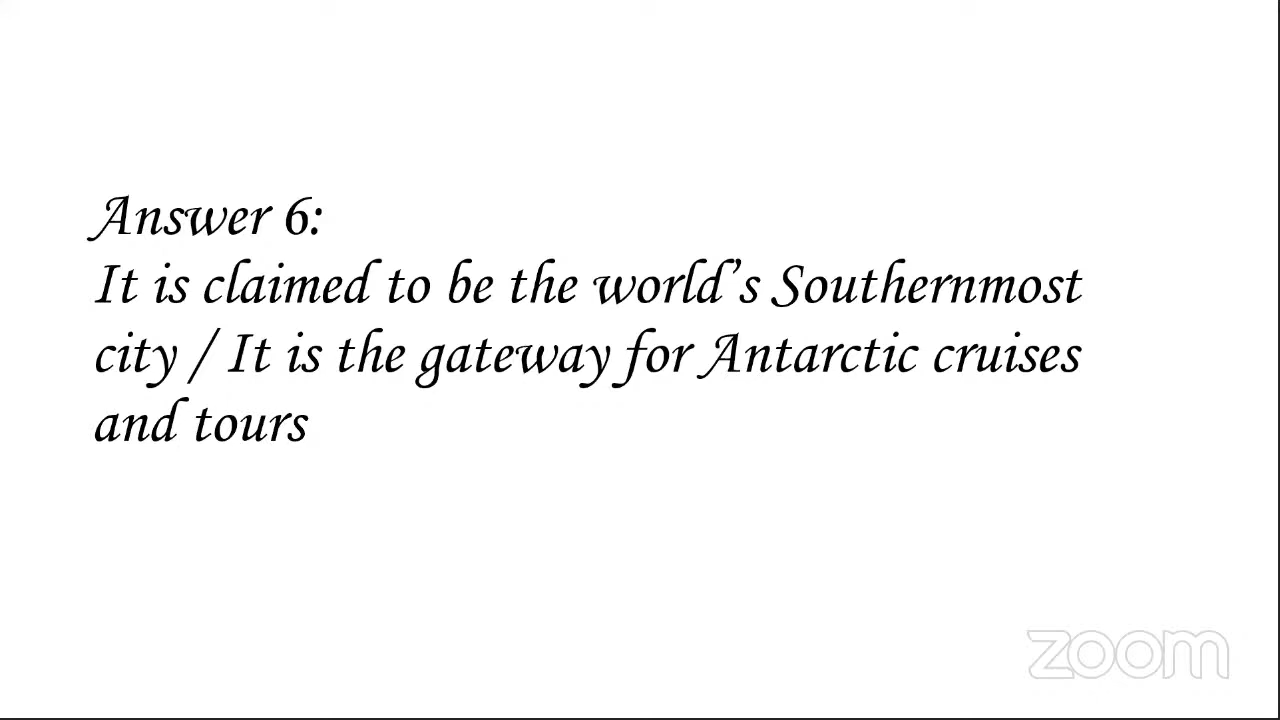 Answer 6:
It is claimed to be the world’s Southernmost
city / It is the gateway for Antarctic cruises
and tours
zoom